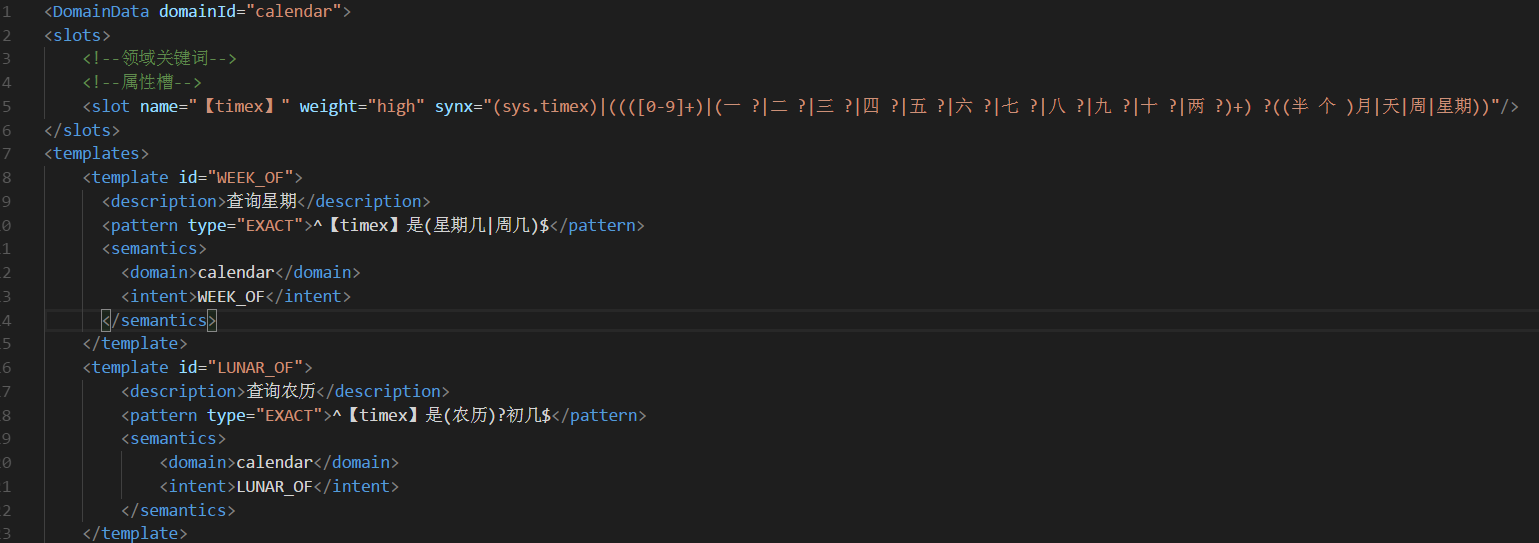 1 <DomainData domainId="calendar">
2 <slots>
3 <!--领域关键词-->
4 <!--属性槽-->
5 <slot name="【timex】" weight="high" synx="(sys.timex)|((([0-9]+)|(一 ?|二 ?|三 ?|四 ?|五 ?|六 ?|七 ?|八 ?|九 ?|十 ?|两 ?)+) ?((半 个 )月|天|周|星期))"/>
6 </slots>
7 <templates>
8 <template id="WEEK_OF">
9 <description>查询星期</description>
0 <pattern type="EXACT">^【timex】是(星期几|周几)$</pattern>
1 <semantics>
2 <domain>calendar</domain>
3 <intent>WEEK_OF</intent>
4 </semantics>
5 </template>
6 <template id="LUNAR_OF">
7 <description>查询农历</description>
8 <pattern type="EXACT">^【timex】是(农历)?初几$</pattern>
9 <semantics>
0 <domain>calendar</domain>
1 <intent>LUNAR_OF</intent>
2 </semantics>
3 </template>